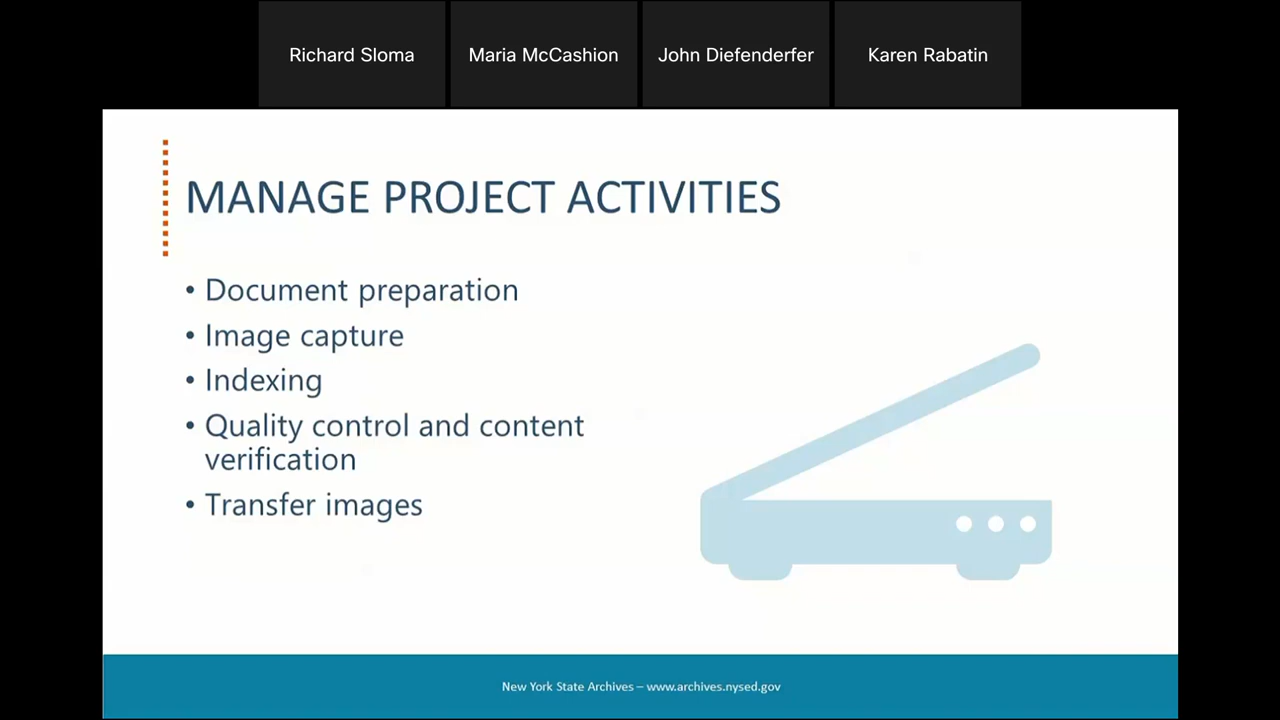 Richard Sloma
Maria McCashion
John Diefenderfer
Karen Rabatin
MANAGE PROJECT ACTIVITIES
• Document preparation
• Image capture
• Indexing
• Quality control and content
verification
• Transfer images
New York State Archives – www.archives.nysed.gov